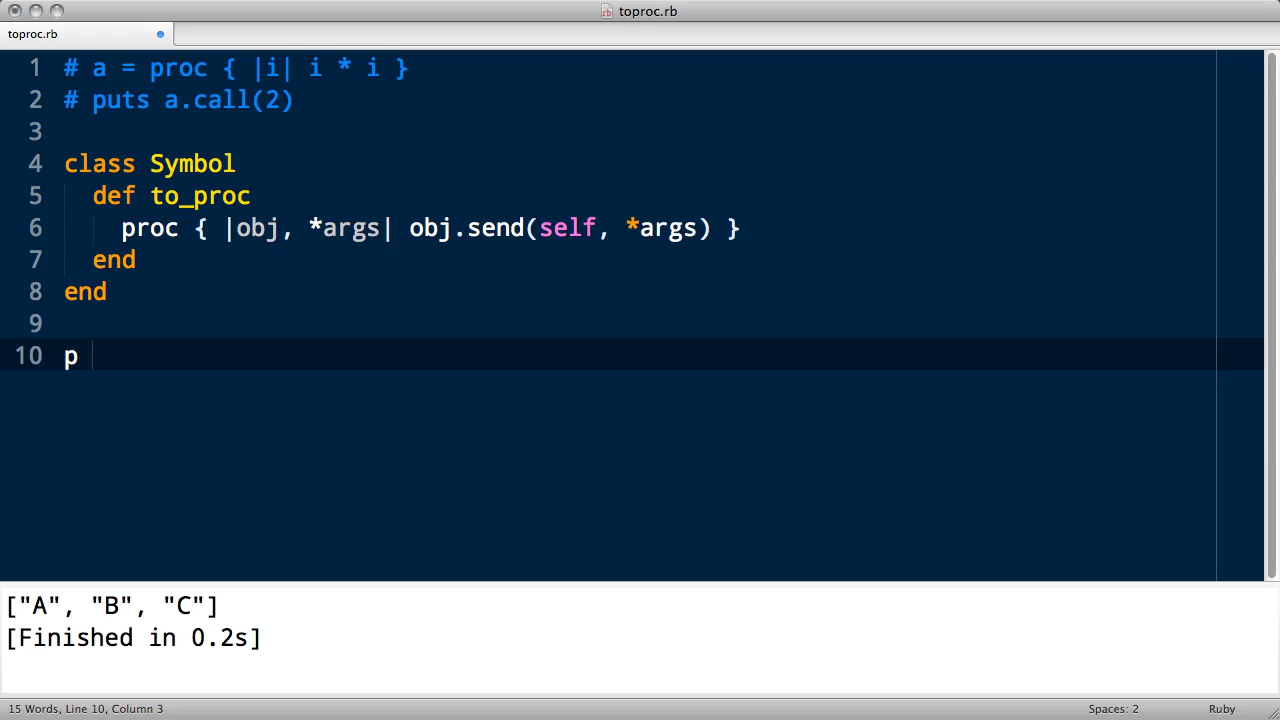 toproc.rb
toproc.rb
1 # a = proc { |i| i * i }
2 # puts a.call(2)
3
4 class Symbol
5 def to_proc
6 proc { |obj, *args| obj.send(self, *args) }
7 end
8 end
9
10 p
["A", "B", "C"]
[Finished in 0.2s]
15 Words, Line 10, Column 3 Spaces: 2 Ruby